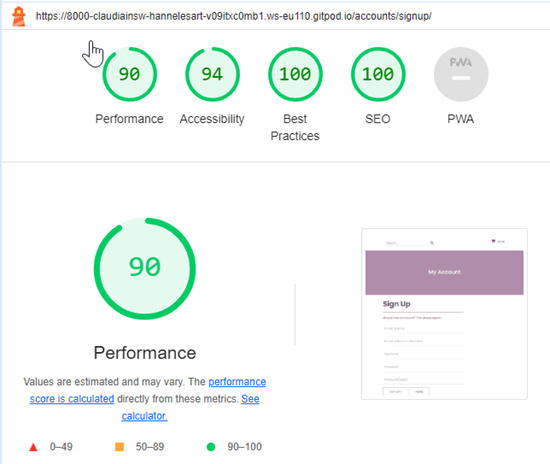 https://8000-claudiainsw-hannelesart-v09itxc0mb1.ws-eu110.gitpod.io/accounts/signup/
90
94
100
100
PWA
Performance
Accessibility
Best
Practices
SEO
PWA
90
Performance
Values are estimated and may vary. The performance
score is calculated directly from these metrics. See
calculator.
0–49
50–89
90–100
My Account
Sign Up